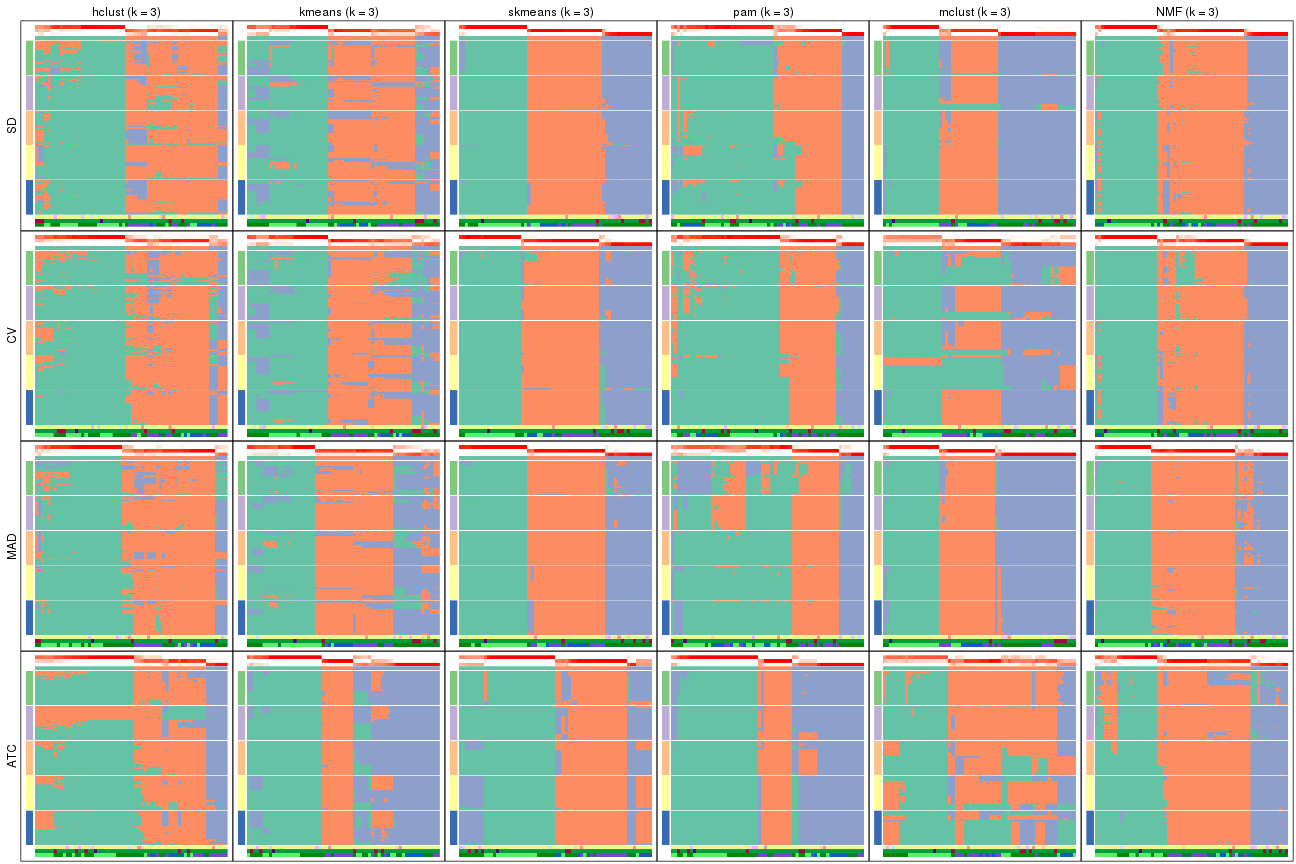 hclust (k = 3) kmeans (k = 3) skmeans (k = 3) pam (k = 3) mclust (k = 3) NMF (k = 3)
SD
CV
MAD
ATC